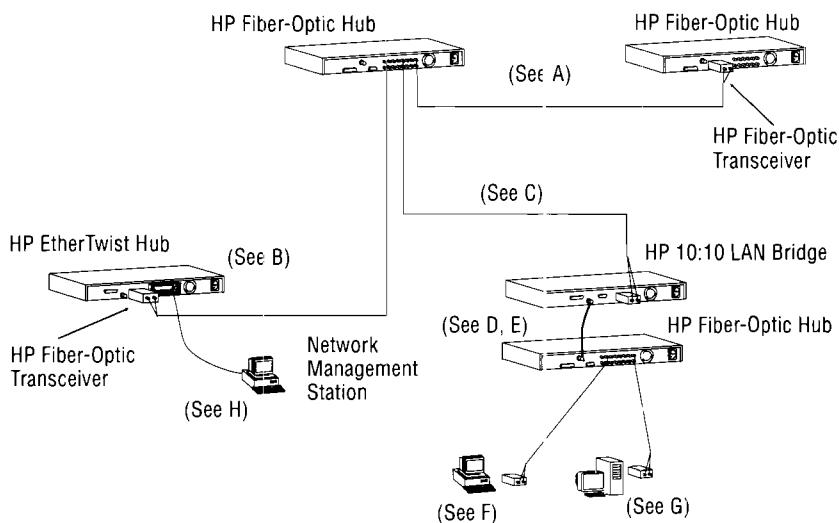 HP Fiber-Optic Hub
HP Fiber-Optic Hub
(See A)
HP Fiber-Optic
Transceiver
(See C)
HP EtherTwist Hub
(See B)
HP 10:10 LAN Bridge
(See D, E)
HP Fiber-Optic Hub
HP Fiber-Optic
Transceiver
Network
Management
Station
(See H)
(See F)
(See G)